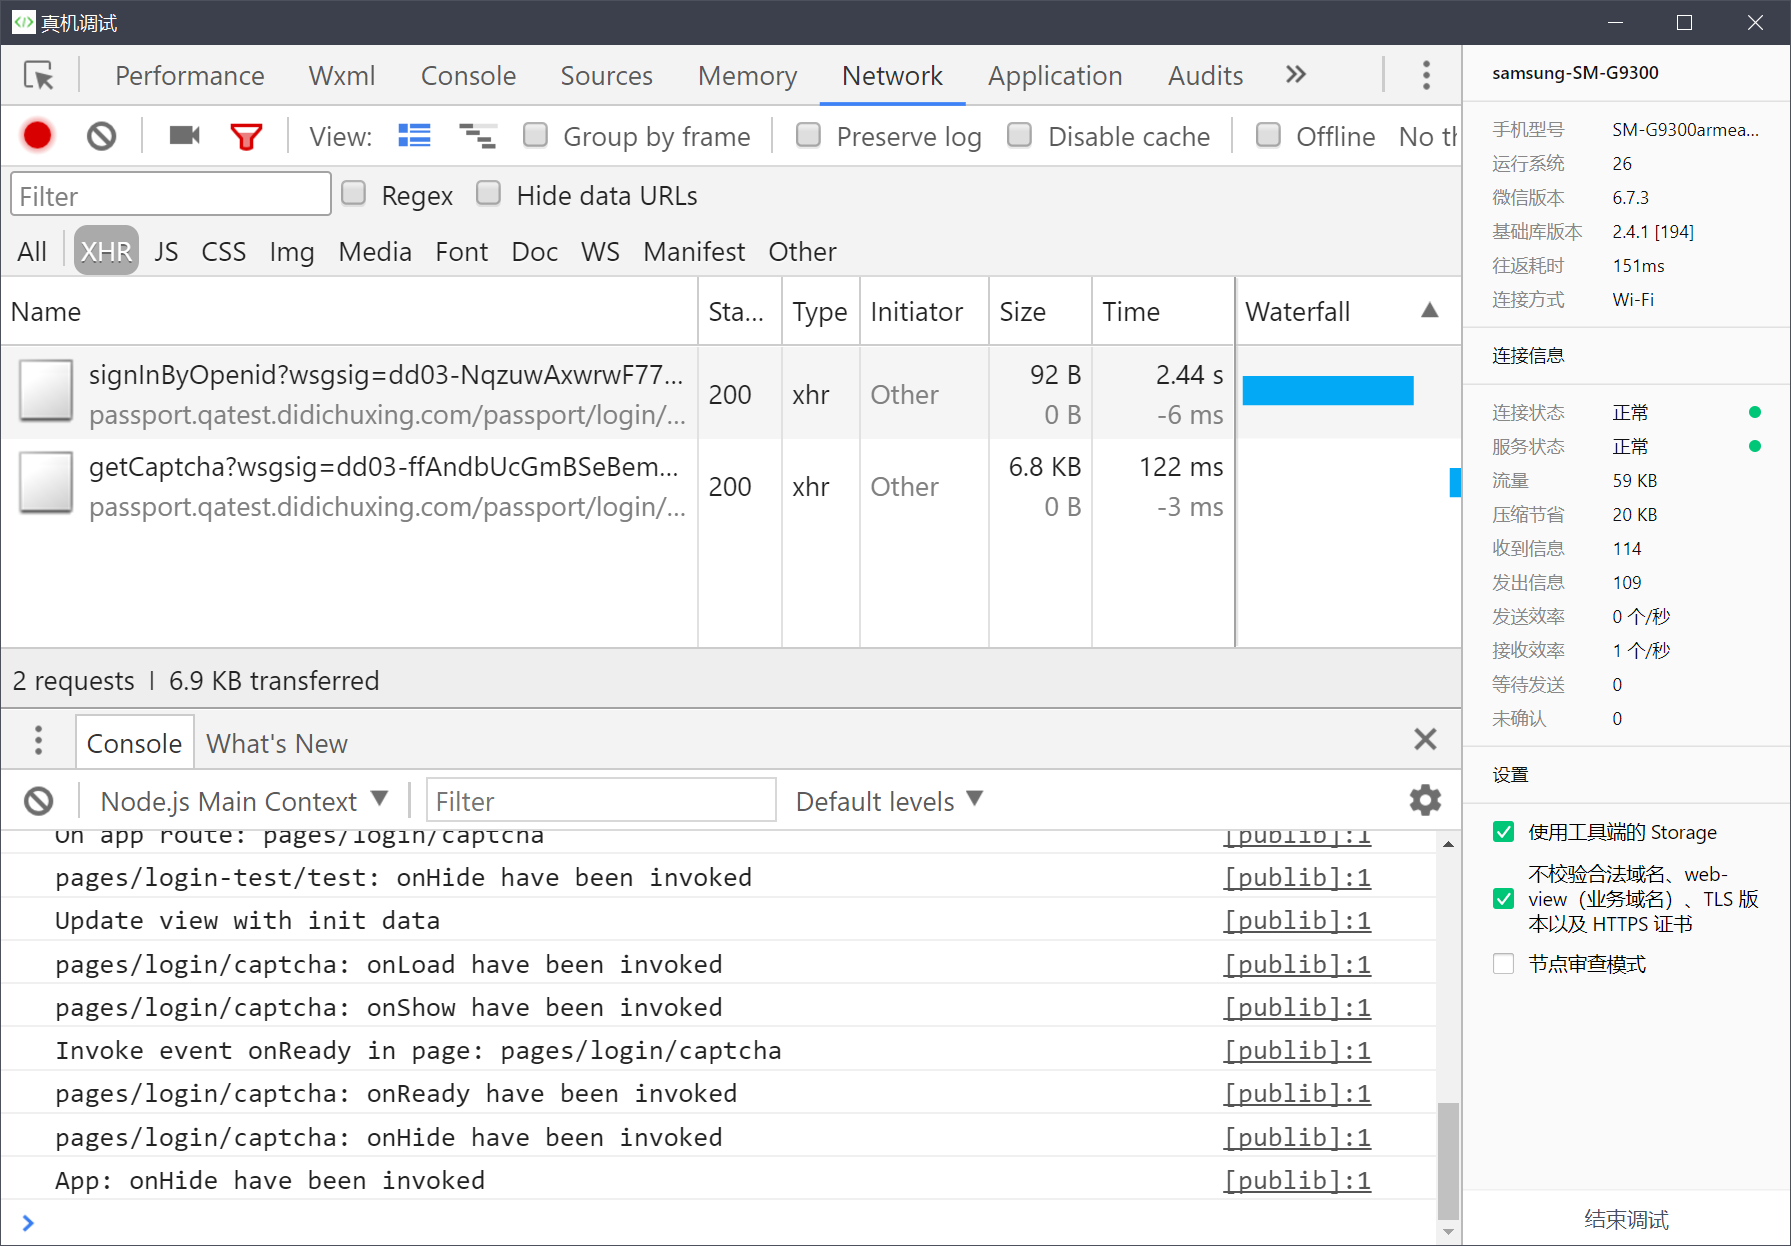 真机调试
Performance Wxml Console Sources Memory Network Application Audits »
View: Group by frame Preserve log Disable cache Offline No
Filter Regex Hide data URLs
All XHR JS CSS Img Media Font Doc WS Manifest Other
Name Sta... Type Initiator Size Time Waterfall ▲
signInByOpenid?wsgsig=dd03-NqzuwAxwrwF77... 200 xhr Other 92 B 2.44 s
passport.qatest.didichuxing.com/passport/login/... 0 B -6 ms
getCaptcha?wsgsig=dd03-ffAndbUcGmBSeBem... 200 xhr Other 6.8 KB 122 ms
passport.qatest.didichuxing.com/passport/login/... 0 B -3 ms
2 requests | 6.9 KB transferred
Console What's New
Node.js Main Context ▼ Filter Default levels ▼
On app route: pages/login/captcha [publib]:1
pages/login-test/test: onHide have been invoked [publib]:1
Update view with init data [publib]:1
pages/login/captcha: onLoad have been invoked [publib]:1
pages/login/captcha: onShow have been invoked [publib]:1
Invoke event onReady in page: pages/login/captcha [publib]:1
pages/login/captcha: onReady have been invoked [publib]:1
pages/login/captcha: onHide have been invoked [publib]:1
App: onHide have been invoked [publib]:1
samsung-SM-G9300
手机型号 SM-G9300armea...
运行系统 26
微信版本 6.7.3
基础库版本 2.4.1 [194]
往返耗时 151ms
连接方式 Wi-Fi
连接信息
连接状态 正常
服务状态 正常
流量 59 KB
压缩节省 20 KB
收到信息 114
发出信息 109
发送效率 0 个/秒
接收效率 1 个/秒
等待发送 0
未确认 0
设置
使用工具端的 Storage
不校验合法域名、web-
view（业务域名）、TLS 版
本以及 HTTPS 证书
节点审查模式
结束调试